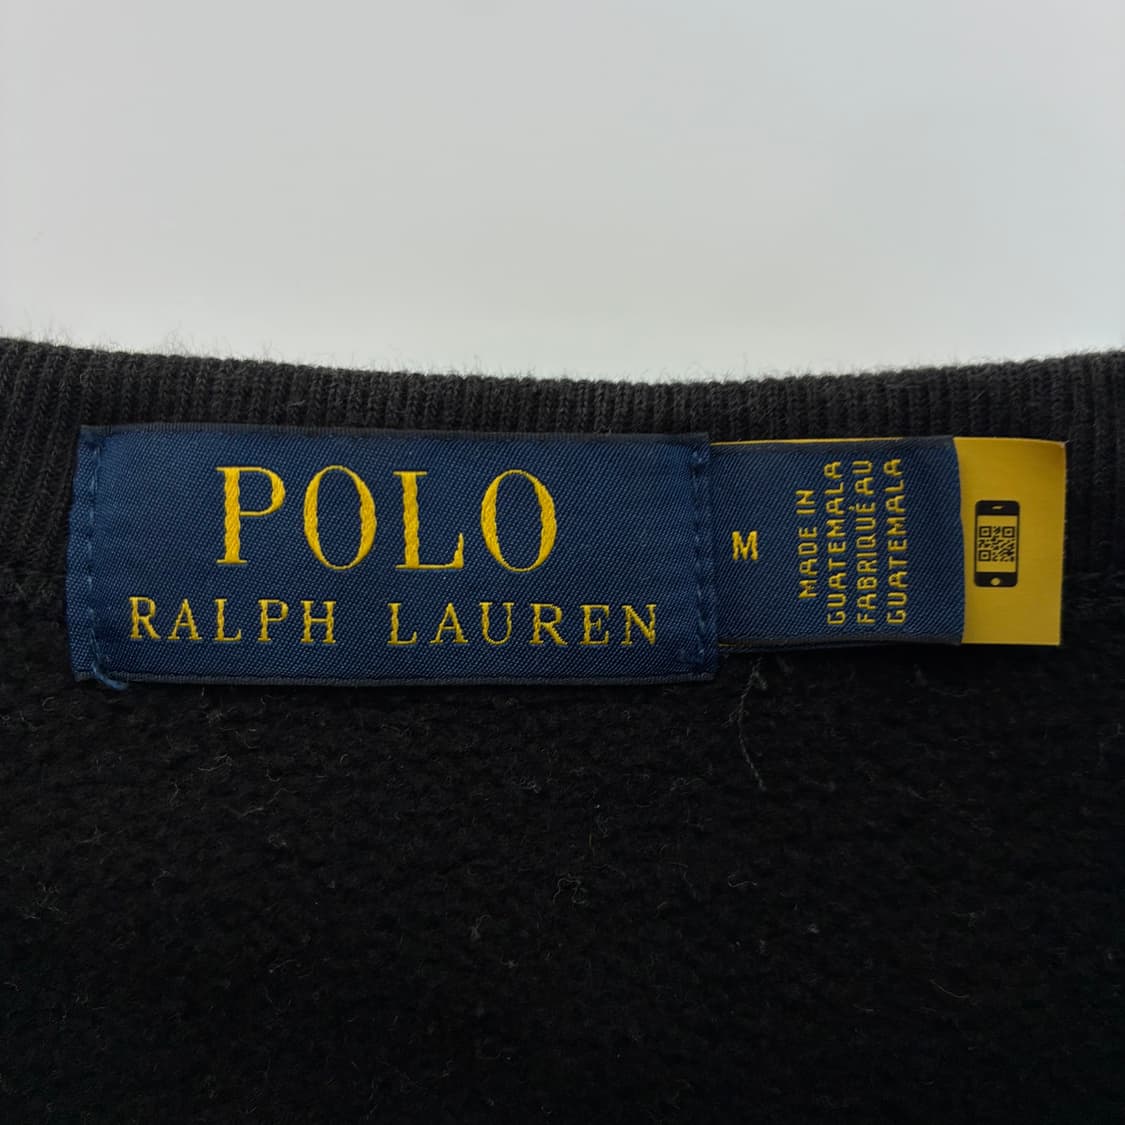 POLO
RALPH LAUREN
M
MADE IN
GUATEMALA
FABRIQUÉ AU
GUATEMALA